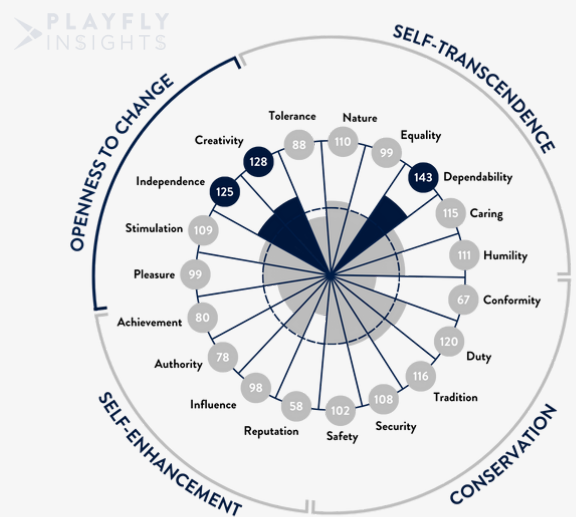 PLAYFLY
INSIGHTS
SELF-TRANSCENDENCE
OPENNESS TO CHANGE
SELF-ENHANCEMENT
CONSERVATION
Tolerance
88
Nature
110
Equality
99
Dependability
143
Caring
115
Humility
111
Conformity
67
Duty
120
Tradition
116
Security
108
Safety
102
Reputation
58
Influence
98
Authority
78
Achievement
80
Pleasure
99
Stimulation
109
Independence
125
Creativity
128